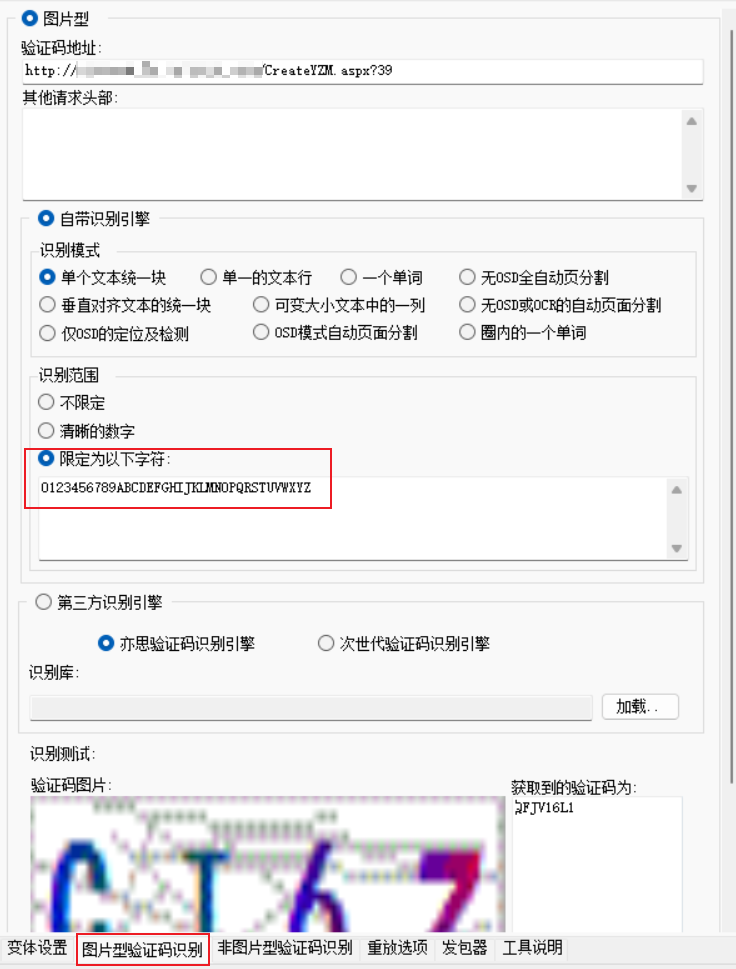 图片型
验证码地址:
http:// /CreateYZM.aspx?39
其他请求头部:
自带识别引擎
识别模式
单个文本统一块 单一的文本行 一个单词 无OSD全自动页分割
垂直对齐文本的统一块 可变大小文本中的一列 无OSD或OCR的自动页面分割
仅OSD的定位及检测 OSD模式自动页面分割 圈内的一个单词
识别范围
不限定
清晰的数字
限定为以下字符:
0123456789ABCDEFGHIJKLMNOPQRSTUVWXYZ
第三方识别引擎
亦思验证码识别引擎 次世代验证码识别引擎
识别库:
加载..
识别测试:
验证码图片: 获取到的验证码为:
QFJV16L1
变体设置 图片型验证码识别 非图片型验证码识别 重放选项 发包器 工具说明